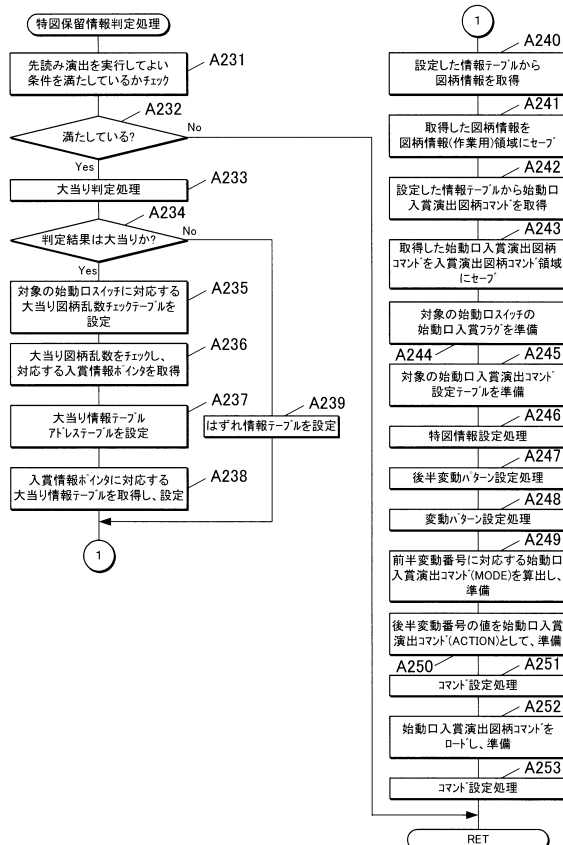 特図保留情報判定処理
A231
先読み演出を実行してよい
条件を満たしているかチェック
A232
満たしている?
No
Yes
A233
大当り判定処理
A234
判定結果は大当りか?
No
Yes
A235
対象の始動口スイッチに対応する
大当り図柄乱数チェックテーブルを
設定
A236
大当り図柄乱数をチェックし、
対応する入賞情報ポインタを取得
A237
大当り情報テーブル
アドレステーブルを設定
A239
はずれ情報テーブルを設定
A238
入賞情報ポインタに対応する
大当り情報テーブルを取得し、設定
1
1
A240
設定した情報テーブルから
図柄情報を取得
A241
取得した図柄情報を
図柄情報(作業用)領域にセーブ
A242
設定した情報テーブルから始動口
入賞演出図柄コマンドを取得
A243
取得した始動口入賞演出図柄
コマンドを入賞演出図柄コマンド領域
にセーブ
対象の始動口スイッチの
始動口入賞フラグを準備
A244
A245
対象の始動口入賞演出コマンド
設定テーブルを準備
A246
特図情報設定処理
A247
後半変動パターン設定処理
A248
変動パターン設定処理
A249
前半変動番号に対応する始動口
入賞演出コマンド(MODE)を算出し、
準備
後半変動番号の値を始動口入賞
演出コマンド(ACTION)として、準備
A250
A251
コマンド設定処理
A252
始動口入賞演出図柄コマンドを
ロードし、準備
A253
コマンド設定処理
RET